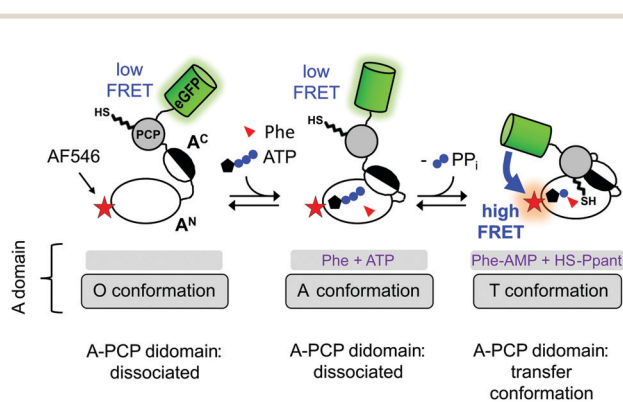 low
FRET
eGFP
HS
PCP
A^C
AF546
A^N
Phe
ATP
low
FRET
HS
- PP_i
SH
high
FRET
A domain
Phe + ATP
Phe-AMP + HS-Ppant
O conformation
A conformation
T conformation
A-PCP didomain:
dissociated
A-PCP didomain:
dissociated
A-PCP didomain:
transfer
conformation